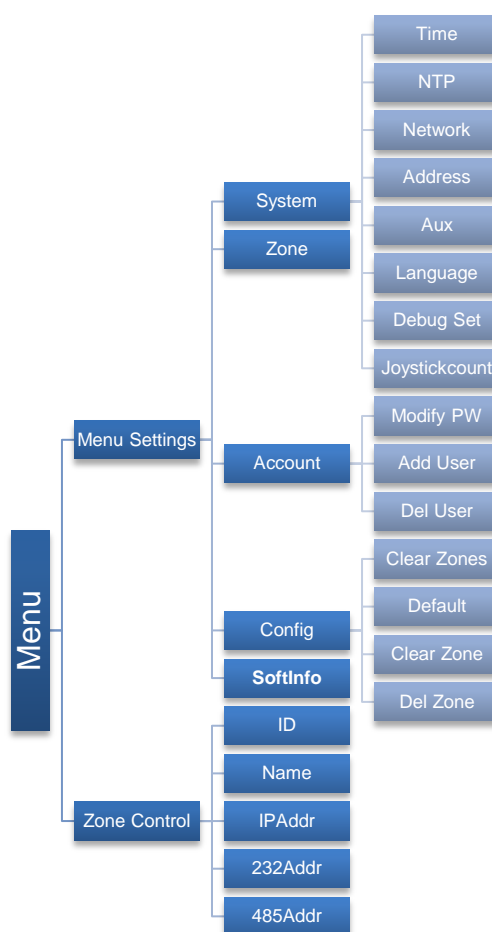 Menu
Menu Settings
System
Time
NTP
Network
Address
Aux
Language
Debug Set
Joystickcount
Zone
Account
Modify PW
Add User
Del User
Config
Clear Zones
Default
Clear Zone
Del Zone
SoftInfo
Zone Control
ID
Name
IPAddr
232Addr
485Addr